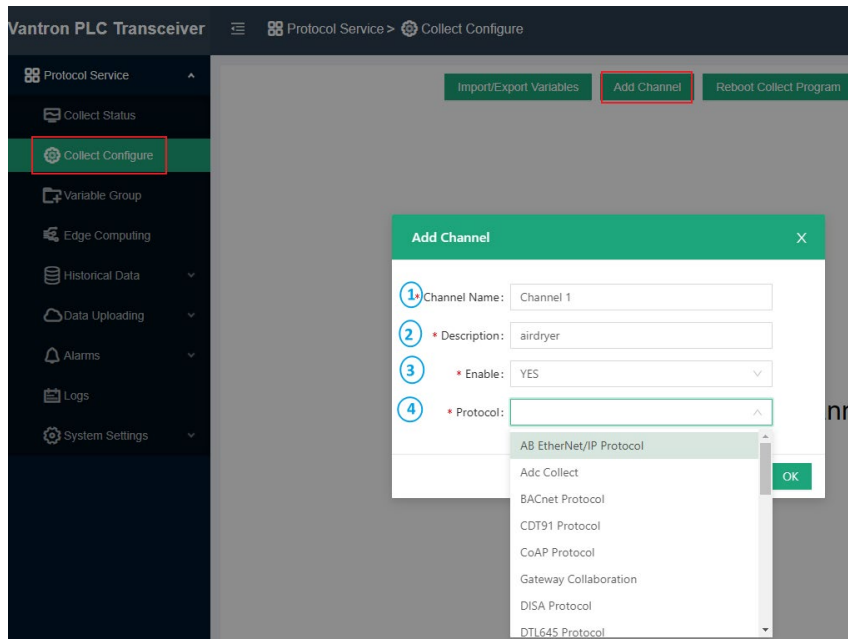 Vantron PLC Transceiver
Protocol Service > Collect Configure
Protocol Service
Import/Export Variables
Add Channel
Reboot Collect Program
Collect Status
Collect Configure
Variable Group
Edge Computing
Historical Data
Data Uploading
Alarms
Logs
System Settings
Add Channel
X
1 * Channel Name: Channel 1
2 * Description: airdryer
3 * Enable: YES
4 * Protocol:
AB EtherNet/IP Protocol
Adc Collect
BACnet Protocol
CDT91 Protocol
CoAP Protocol
Gateway Collaboration
DISA Protocol
DTL645 Protocol
OK